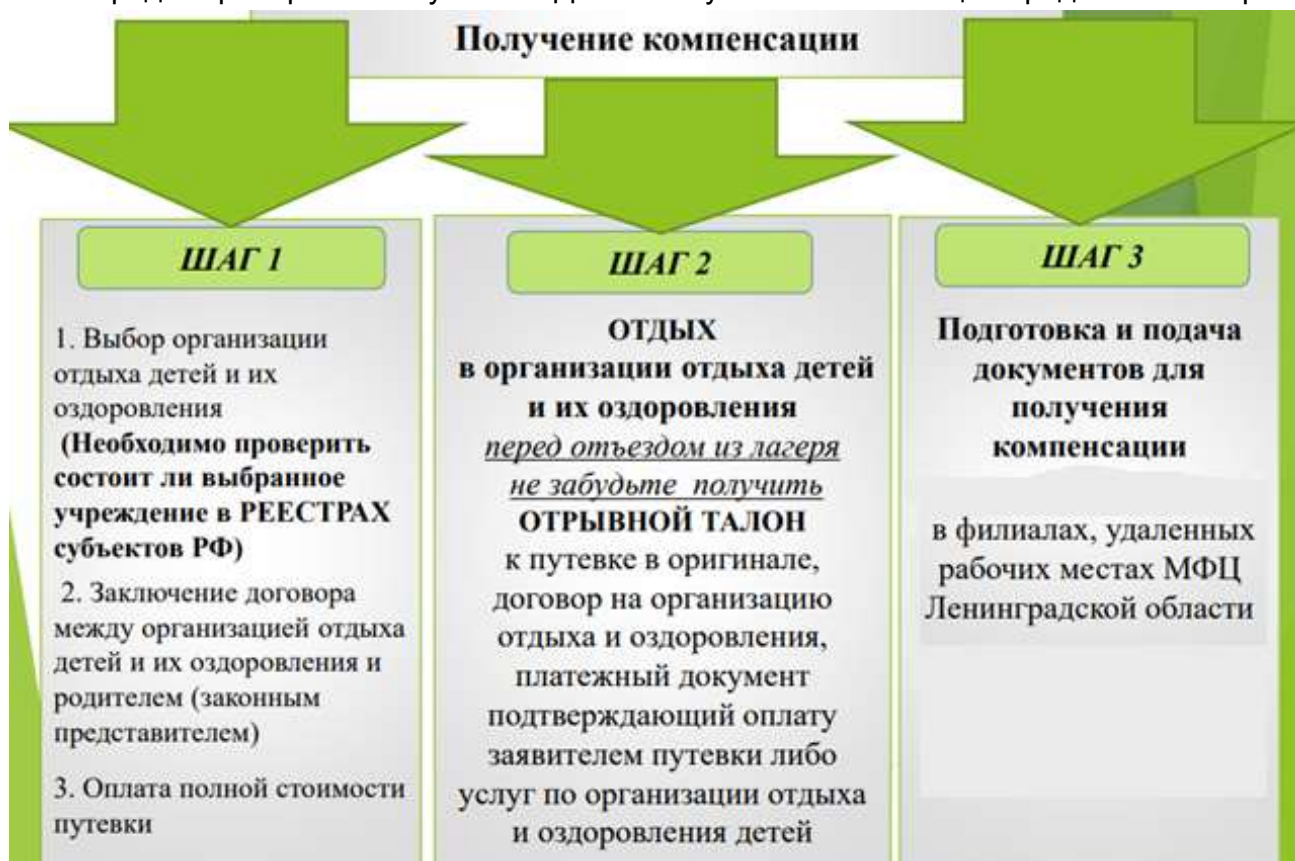 Получение компенсации
ШАГ 1
1. Выбор организации
отдыха детей и их
оздоровления
(Необходимо проверить
состоит ли выбранное
учреждение в РЕЕСТРАХ
субъектов РФ)
2. Заключение договора
между организацией отдыха
детей и их оздоровления и
родителем (законным
представителем)
3. Оплата полной стоимости
путевки
ШАГ 2
ОТДЫХ
в организации отдыха детей
и их оздоровления
перед отъездом из лагеря
не забудьте получить
ОТРЫВНОЙ ТАЛОН
к путевке в оригинале,
договор на организацию
отдыха и оздоровления,
платежный документ
подтверждающий оплату
заявителем путевки либо
услуг по организации отдыха
и оздоровления детей
ШАГ 3
Подготовка и подача
документов для
получения
компенсации
в филиалах, удаленных
рабочих местах МФЦ
Ленинградской области